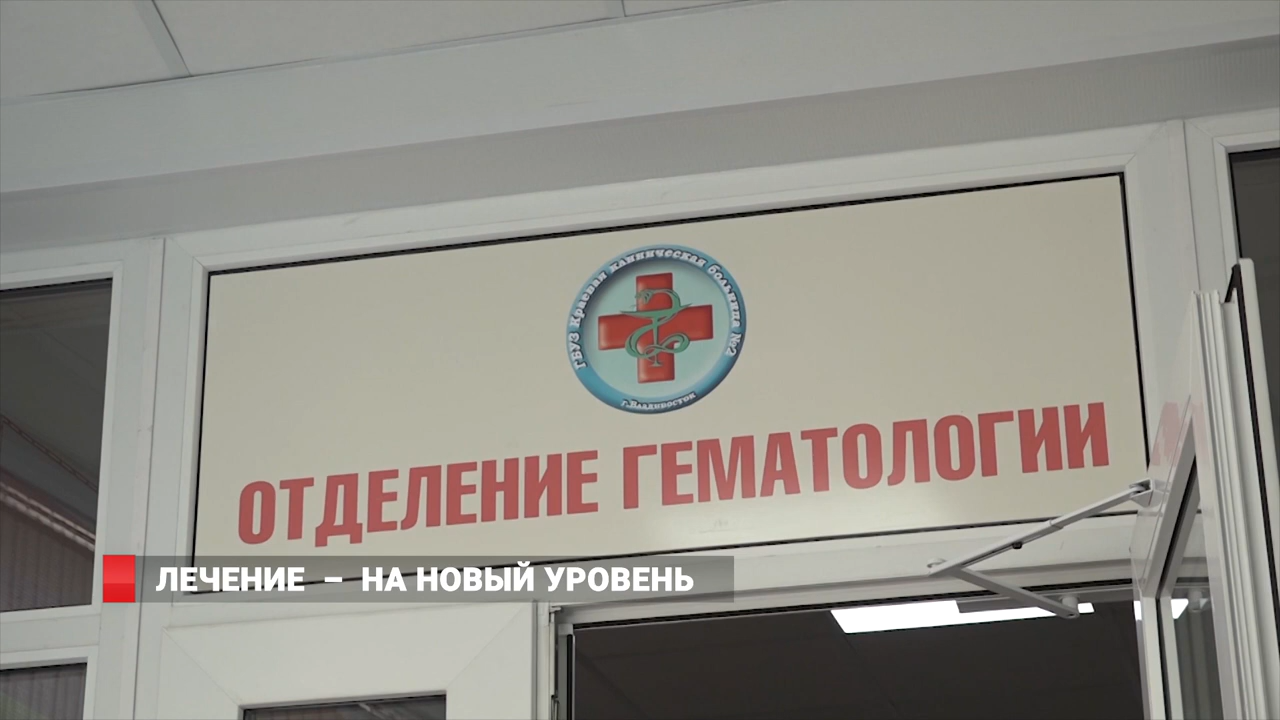 ГБУЗ Краевая клиническая больница №2
г.Владивосток
ОТДЕЛЕНИЕ ГЕМАТОЛОГИИ
ЛЕЧЕНИЕ – НА НОВЫЙ УРОВЕНЬ